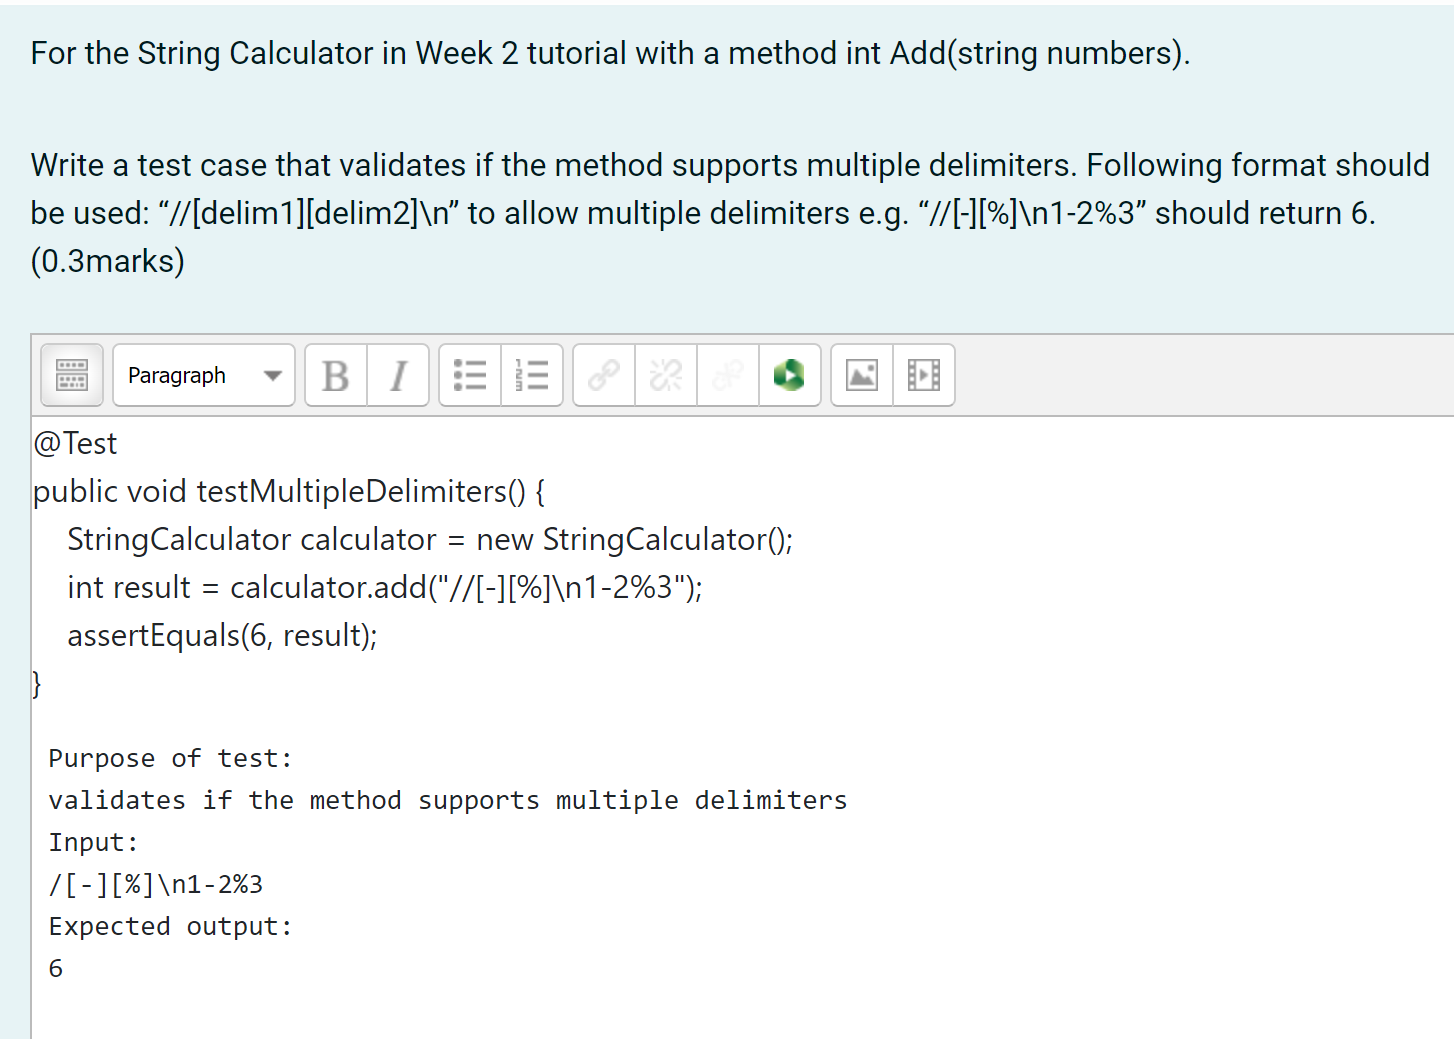 For the String Calculator in Week 2 tutorial with a method int Add(string numbers).
Write a test case that validates if the method supports multiple delimiters. Following format should
be used: “//[delim1][delim2]\n” to allow multiple delimiters e.g. “//[-][%]\n1-2%3” should return 6.
(0.3marks)
Paragraph B I
@Test
public void testMultipleDelimiters() {
    StringCalculator calculator = new StringCalculator();
    int result = calculator.add("//[-][%]\n1-2%3");
    assertEquals(6, result);
}
Purpose of test:
validates if the method supports multiple delimiters
Input:
/[-][%]\n1-2%3
Expected output:
6